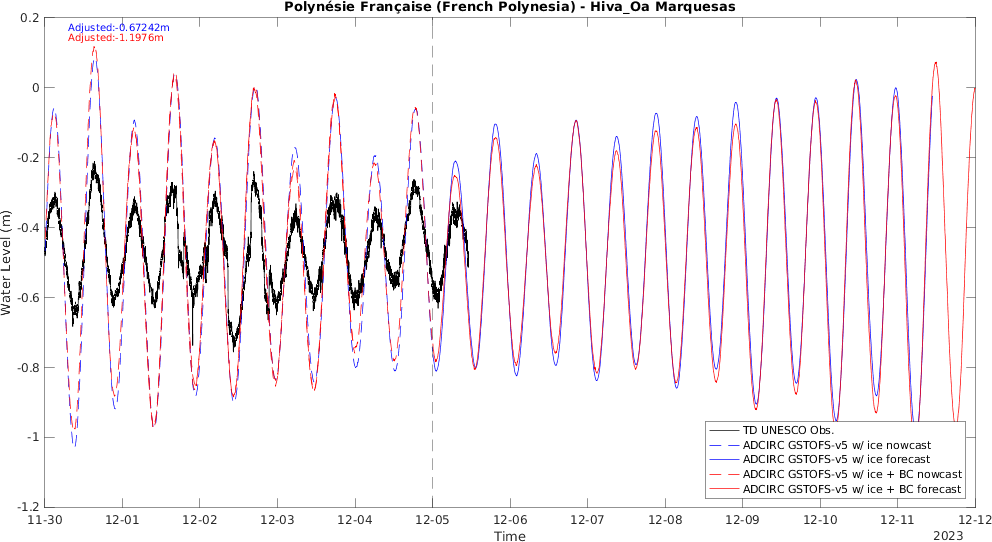 Polynésie Française (French Polynesia) - Hiva_Oa Marquesas
Adjusted:-0.67242m
Adjusted:-1.1976m
0.2
0
-0.2
-0.4
-0.6
-0.8
-1
-1.2
Water Level (m)
TD UNESCO Obs.
ADCIRC GSTOFS-v5 w/ ice nowcast
ADCIRC GSTOFS-v5 w/ ice forecast
ADCIRC GSTOFS-v5 w/ ice + BC nowcast
ADCIRC GSTOFS-v5 w/ ice + BC forecast
11-30 12-01 12-02 12-03 12-04 12-05 12-06 12-07 12-08 12-09 12-10 12-11 12-12
Time
2023